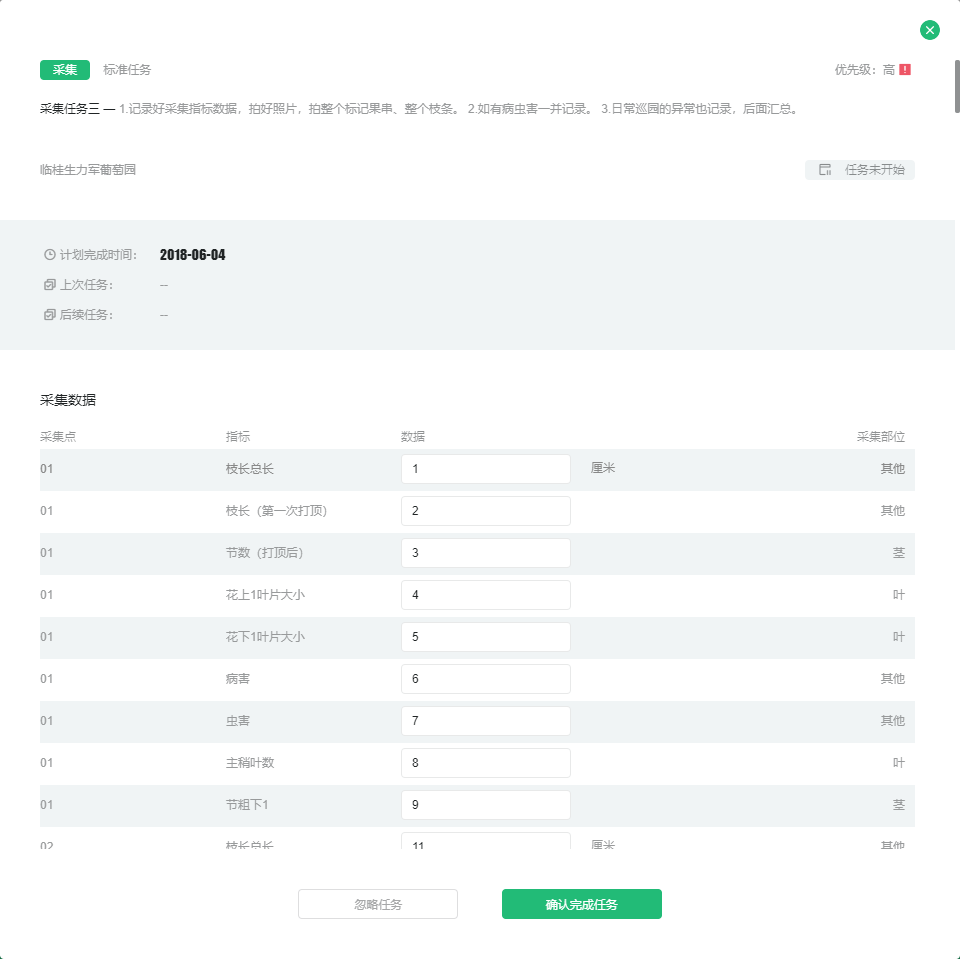 采集 标准任务 优先级：高 !
采集任务三 — 1.记录好采集指标数据，拍好照片，拍整个标记果串、整个枝条。 2.如有病虫害一并记录。 3.日常巡园的异常也记录，后面汇总。
临桂生力军葡萄园 任务未开始
计划完成时间： 2018-06-04
上次任务： --
后续任务： --
采集数据
采集点 指标 数据 采集部位
01 枝长总长 1 厘米 其他
01 枝长（第一次打顶） 2 其他
01 节数（打顶后） 3 茎
01 花上1叶片大小 4 叶
01 花下1叶片大小 5 叶
01 病害 6 其他
01 虫害 7 其他
01 主稍叶数 8 叶
01 节粗下1 9 茎
02 枝长总长 11 厘米 其他
忽略任务 确认完成任务